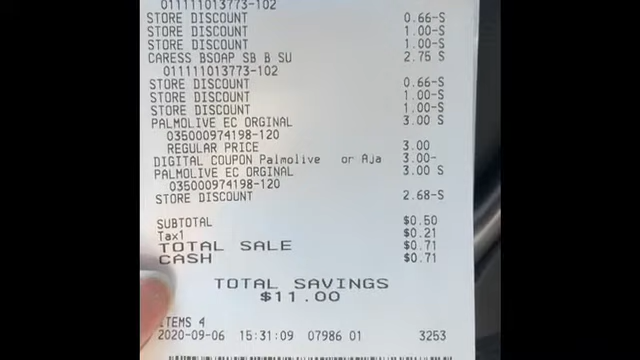 011111013773-102
STORE DISCOUNT 0.66-S
STORE DISCOUNT 1.00-S
STORE DISCOUNT 1.00-S
CARESS BSOAP SB B SU 2.75 S
011111013773-102
STORE DISCOUNT 0.66-S
STORE DISCOUNT 1.00-S
STORE DISCOUNT 1.00-S
PALMOLIVE EC ORGINAL 3.00 S
035000974198-120
REGULAR PRICE 3.00
DIGITAL COUPON Palmolive or Aja 3.00-
PALMOLIVE EC ORGINAL 3.00 S
035000974198-120
STORE DISCOUNT 2.68-S
SUBTOTAL $0.50
Tax1 $0.21
TOTAL SALE $0.71
CASH $0.71
TOTAL SAVINGS
$11.00
ITEMS 4
2020-09-06 15:31:09 07986 01 3253